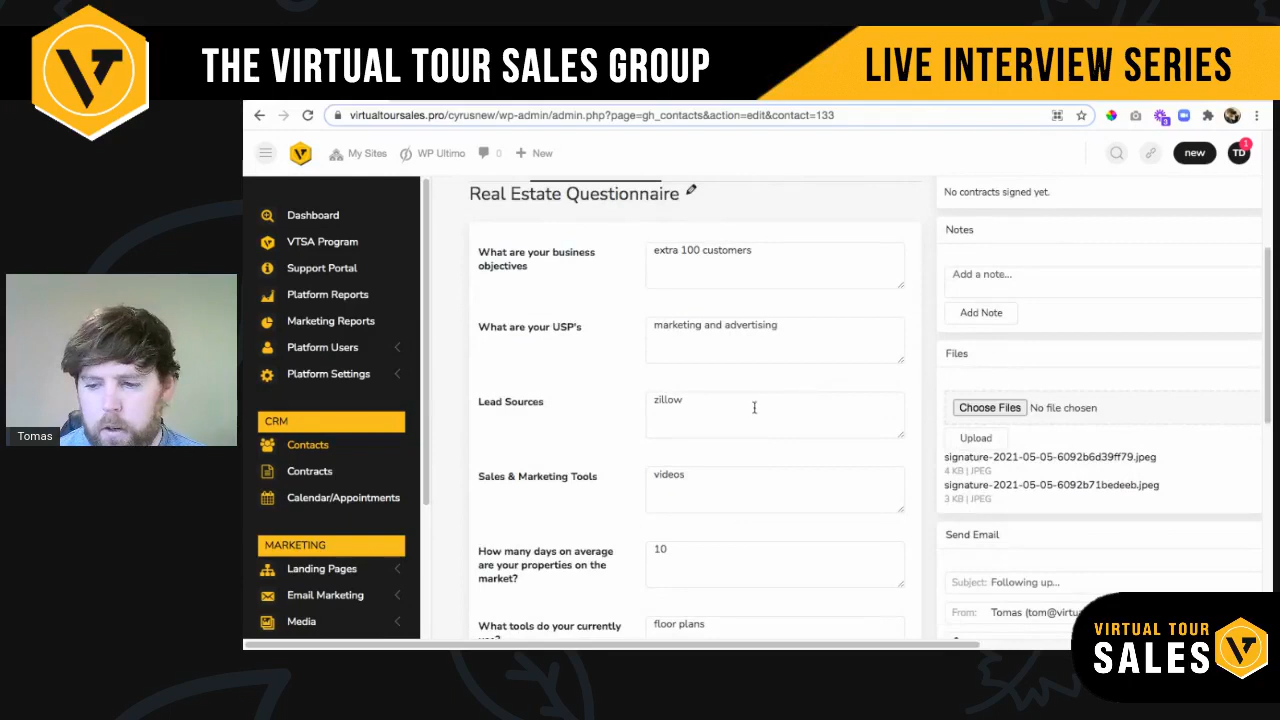 THE VIRTUAL TOUR SALES GROUP
LIVE INTERVIEW SERIES
virtualtoursales.pro/cyrusnew/wp-admin/admin.php?page=gh_contacts&action=edit&contact=133
3
My Sites
WP Ultimo
0
New
new
TD
1
Dashboard
VTSA Program
Support Portal
Platform Reports
Marketing Reports
Platform Users
Platform Settings
CRM
Contacts
Contracts
Calendar/Appointments
MARKETING
Landing Pages
Email Marketing
Media
Real Estate Questionnaire
What are your business
objectives
extra 100 customers
What are your USP's
marketing and advertising
Lead Sources
zillow
Sales & Marketing Tools
videos
How many days on average
are your properties on the
market?
10
What tools do your currently
floor plans
No contracts signed yet.
Notes
Add a note...
Add Note
Files
Choose Files No file chosen
Upload
signature-2021-05-05-6092b6d39ff79.jpeg
4 KB | JPEG
signature-2021-05-05-6092b71bedeeb.jpeg
3 KB | JPEG
Send Email
Subject: Following up...
From: Tomas (tom@virtu
Tomas
VIRTUAL TOUR
SALES